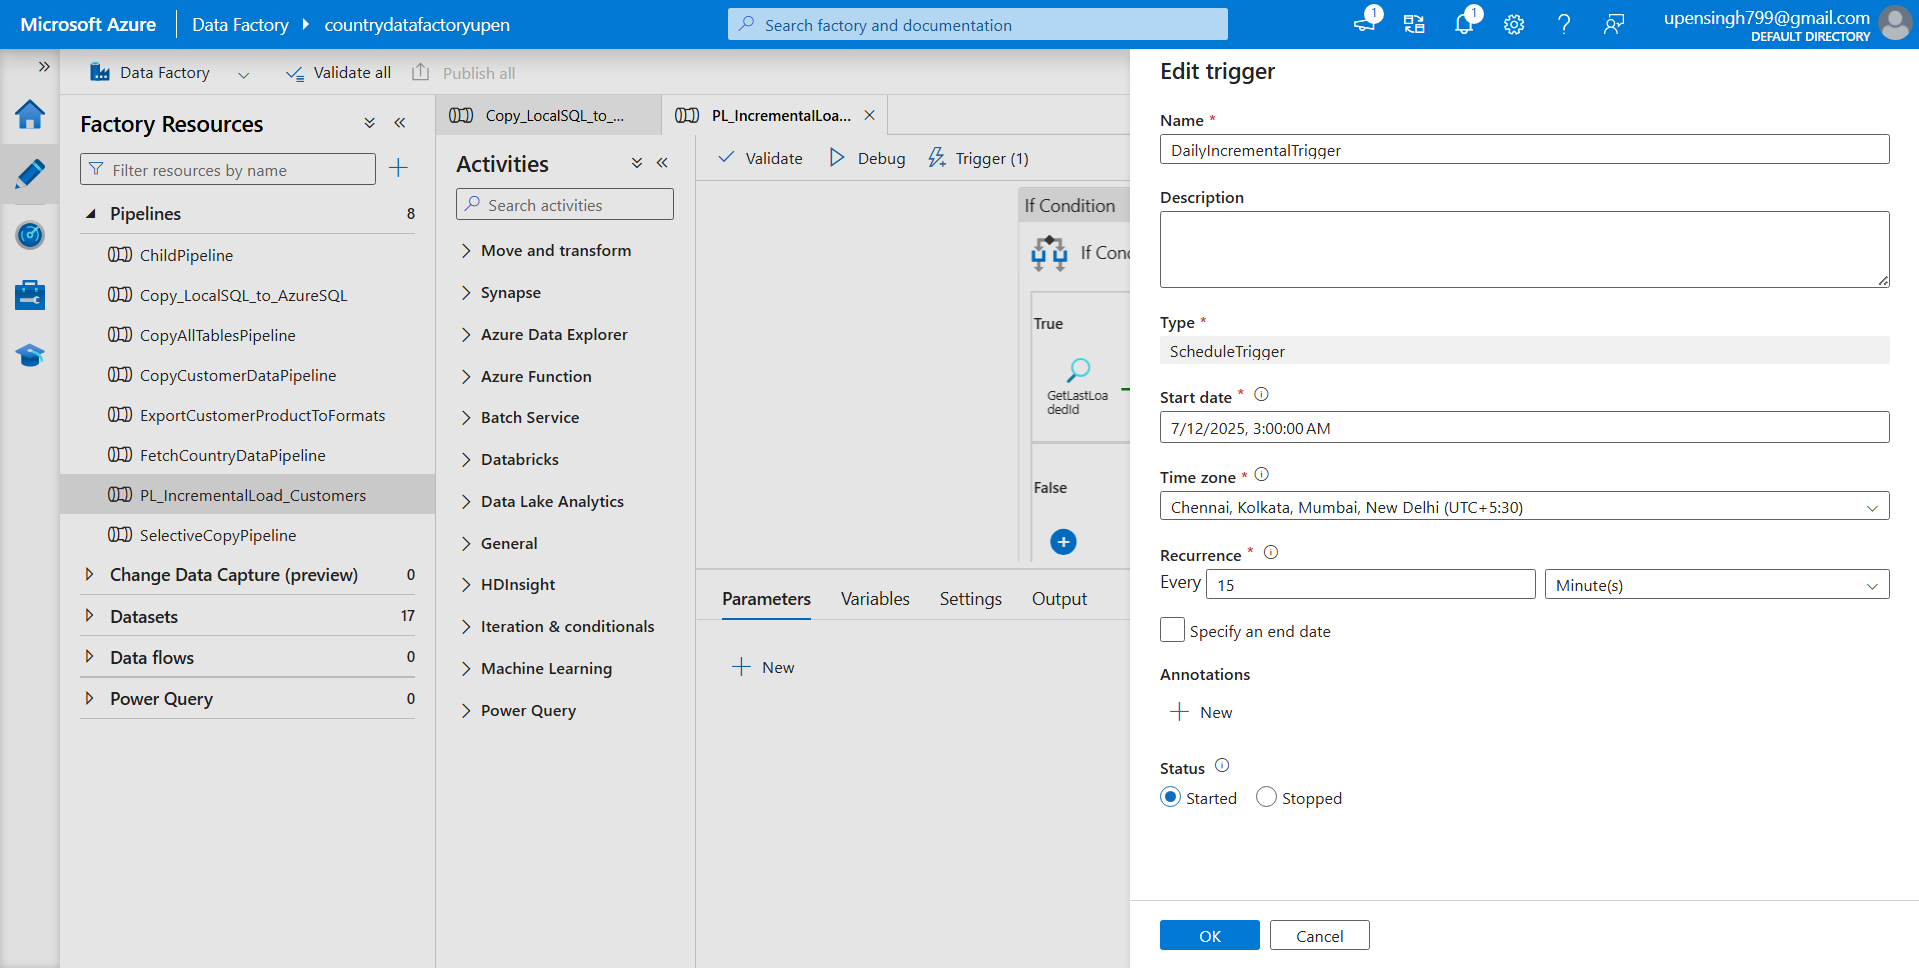 Microsoft Azure
Data Factory
countrydatafactoryupen
Search factory and documentation
1
1
upensingh799@gmail.com
DEFAULT DIRECTORY
Data Factory
Validate all
Publish all
Factory Resources
Filter resources by name
Pipelines 8
ChildPipeline
Copy_LocalSQL_to_AzureSQL
CopyAllTablesPipeline
CopyCustomerDataPipeline
ExportCustomerProductToFormats
FetchCountryDataPipeline
PL_IncrementalLoad_Customers
SelectiveCopyPipeline
Change Data Capture (preview) 0
Datasets 17
Data flows 0
Power Query 0
Copy_LocalSQL_to_...
PL_IncrementalLoa...
Activities
Search activities
Move and transform
Synapse
Azure Data Explorer
Azure Function
Batch Service
Databricks
Data Lake Analytics
General
HDInsight
Iteration & conditionals
Machine Learning
Power Query
Validate
Debug
Trigger (1)
If Condition
If Con
True
GetLastLoa
dedId
False
Parameters
Variables
Settings
Output
New
Edit trigger
Name *
DailyIncrementalTrigger
Description
Type *
ScheduleTrigger
Start date *
7/12/2025, 3:00:00 AM
Time zone *
Chennai, Kolkata, Mumbai, New Delhi (UTC+5:30)
Recurrence *
Every 15 Minute(s)
Specify an end date
Annotations
New
Status
Started
Stopped
OK
Cancel